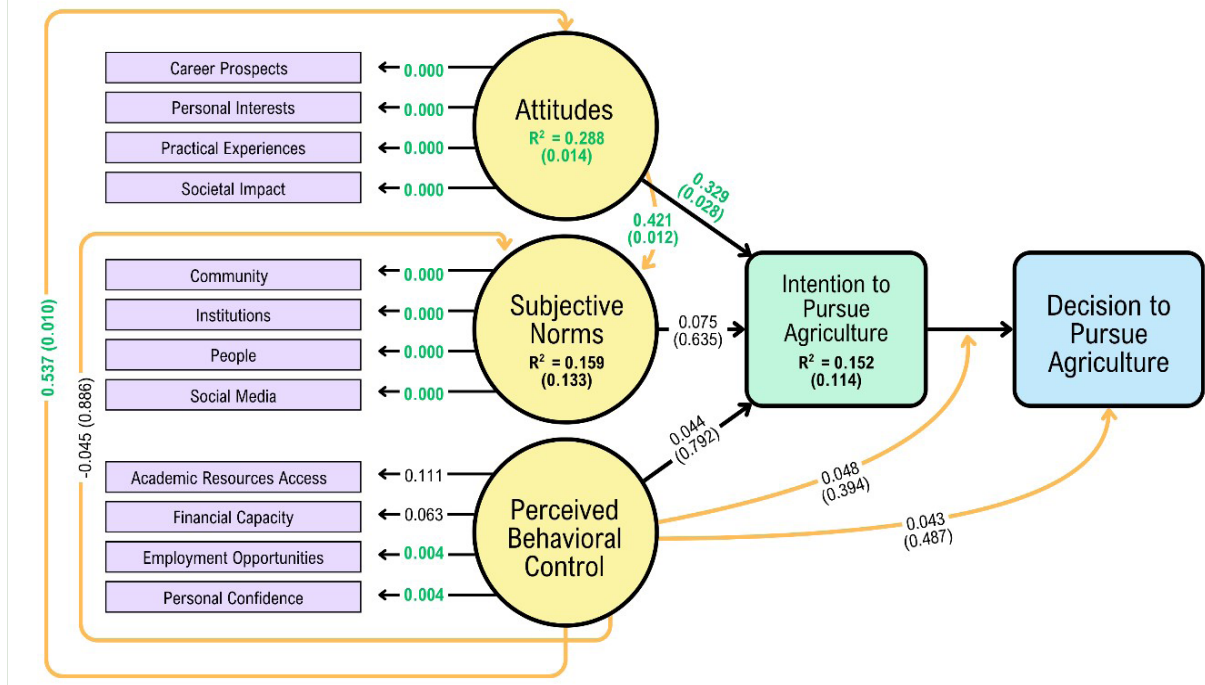 Career Prospects
0.000
Personal Interests
0.000
Practical Experiences
0.000
Societal Impact
0.000
Attitudes
R² = 0.288
(0.014)
0.329
(0.028)
0.421
(0.012)
Community
0.000
Institutions
0.000
People
0.000
Social Media
0.000
Subjective
Norms
R² = 0.159
(0.133)
0.075
(0.635)
Intention to
Pursue
Agriculture
R² = 0.152
(0.114)
Decision to
Pursue
Agriculture
0.537 (0.010)
-0.045 (0.886)
Academic Resources Access
0.111
Financial Capacity
0.063
Employment Opportunities
0.004
Personal Confidence
0.004
Perceived
Behavioral
Control
0.044
(0.792)
0.048
(0.394)
0.043
(0.487)